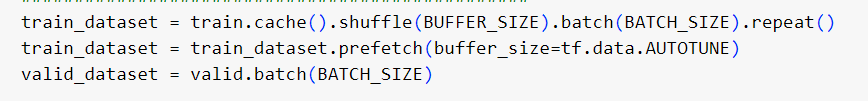 train_dataset = train.cache().shuffle(BUFFER_SIZE).batch(BATCH_SIZE).repeat()
train_dataset = train_dataset.prefetch(buffer_size=tf.data.AUTOTUNE)
valid_dataset = valid.batch(BATCH_SIZE)